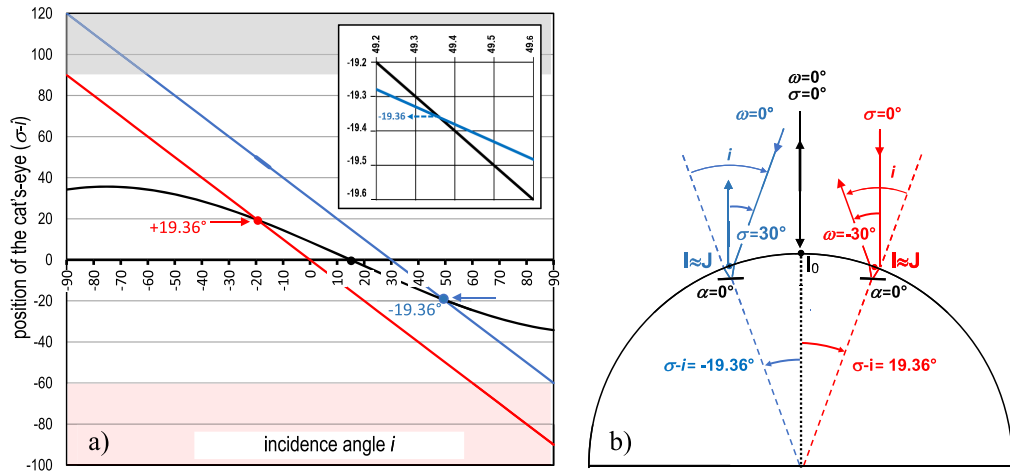 120
100
80
60
40
20
0
-20
-40
-60
-80
-100
position of the cat's-eye (σ-i)
-90
-80
-70
-60
-50
-40
-30
-20
-10
0
10
20
30
40
50
60
70
80
90
+19.36°
-19.36°
49.2
49.3
49.4
49.5
49.6
-19.2
-19.3
-19.36
-19.4
-19.5
-19.6
a)
incidence angle i
ω=0°
σ=0°
ω=0°
σ=0°
i
i
σ=30°
ω=-30°
I≈J
I₀
I≈J
α=0°
α=0°
σ-i= -19.36°
σ-i= 19.36°
b)